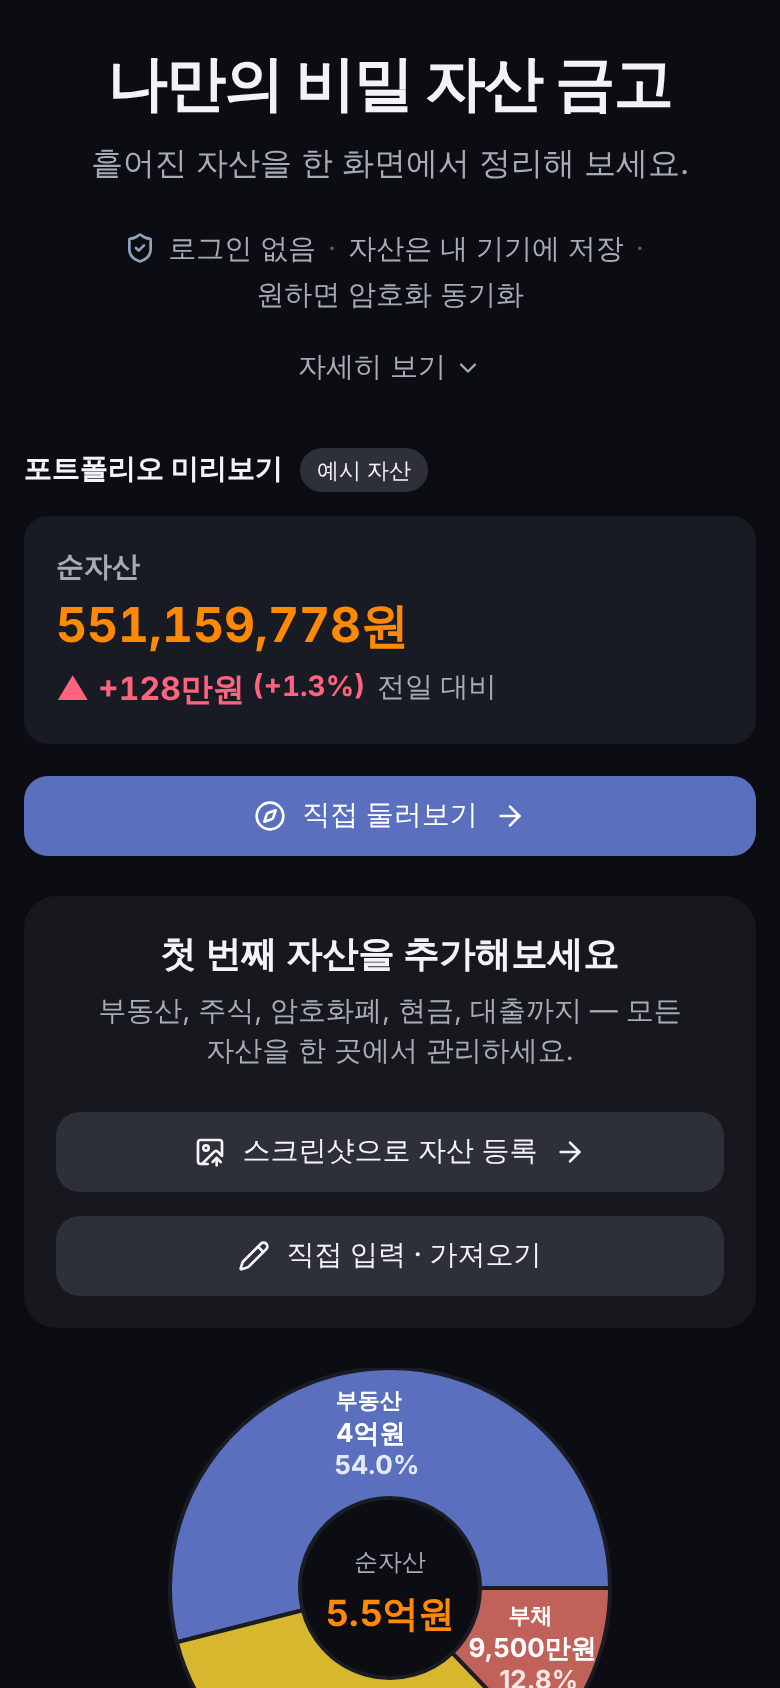 나만의 비밀 자산 금고
흩어진 자산을 한 화면에서 정리해 보세요.
로그인 없음 · 자산은 내 기기에 저장 ·
원하면 암호화 동기화
자세히 보기
포트폴리오 미리보기 예시 자산
순자산
551,159,778원
▲ +128만원 (+1.3%) 전일 대비
직접 둘러보기 →
첫 번째 자산을 추가해보세요
부동산, 주식, 암호화폐, 현금, 대출까지 — 모든
자산을 한 곳에서 관리하세요.
스크린샷으로 자산 등록 →
직접 입력 · 가져오기
부동산
4억원
54.0%
순자산
5.5억원
부채
9,500만원
12.8%